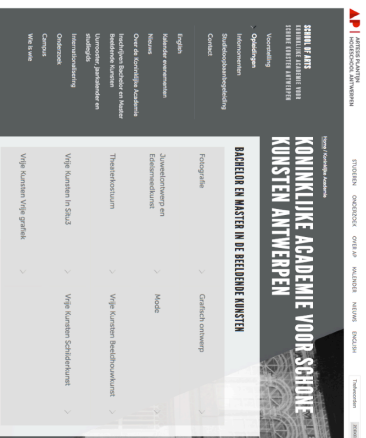 AP ARTESIS PLANTIJN
HOGESCHOOL ANTWERPEN
STUDEREN
ONDERZOEK
OVER AP
KALENDER
NIEUWS
ENGLISH
Trefwoorden
SCHOOL OF ARTS
KONINKLIJKE ACADEMIE VOOR
SCHONE KUNSTEN ANTWERPEN
Voorstelling
> Opleidingen
Infomomenten
Studieloopbaanbegeleiding
Contact
English
Kalender evenementen
Nieuws
Over de Koninklijke Academie
Inschrijven Bachelor en Master
Beeldende Kunsten
Uurrooster, jaarkalender en
studiegids
Internationalisering
Onderzoek
Campus
Wie is wie
Home / Koninklijke Academie
KONINKLIJKE ACADEMIE VOOR SCHONE
KUNSTEN ANTWERPEN
BACHELOR EN MASTER IN DE BEELDENDE KUNSTEN
Fotografie
Grafisch ontwerp
Juweelontwerp en
Edelsmeedkunst
Mode
Theaterkostuum
Vrije Kunsten Beeldhouwkunst
Vrije Kunsten In Situ3
Vrije Kunsten Schilderkunst
Vrije Kunsten Vrije grafiek